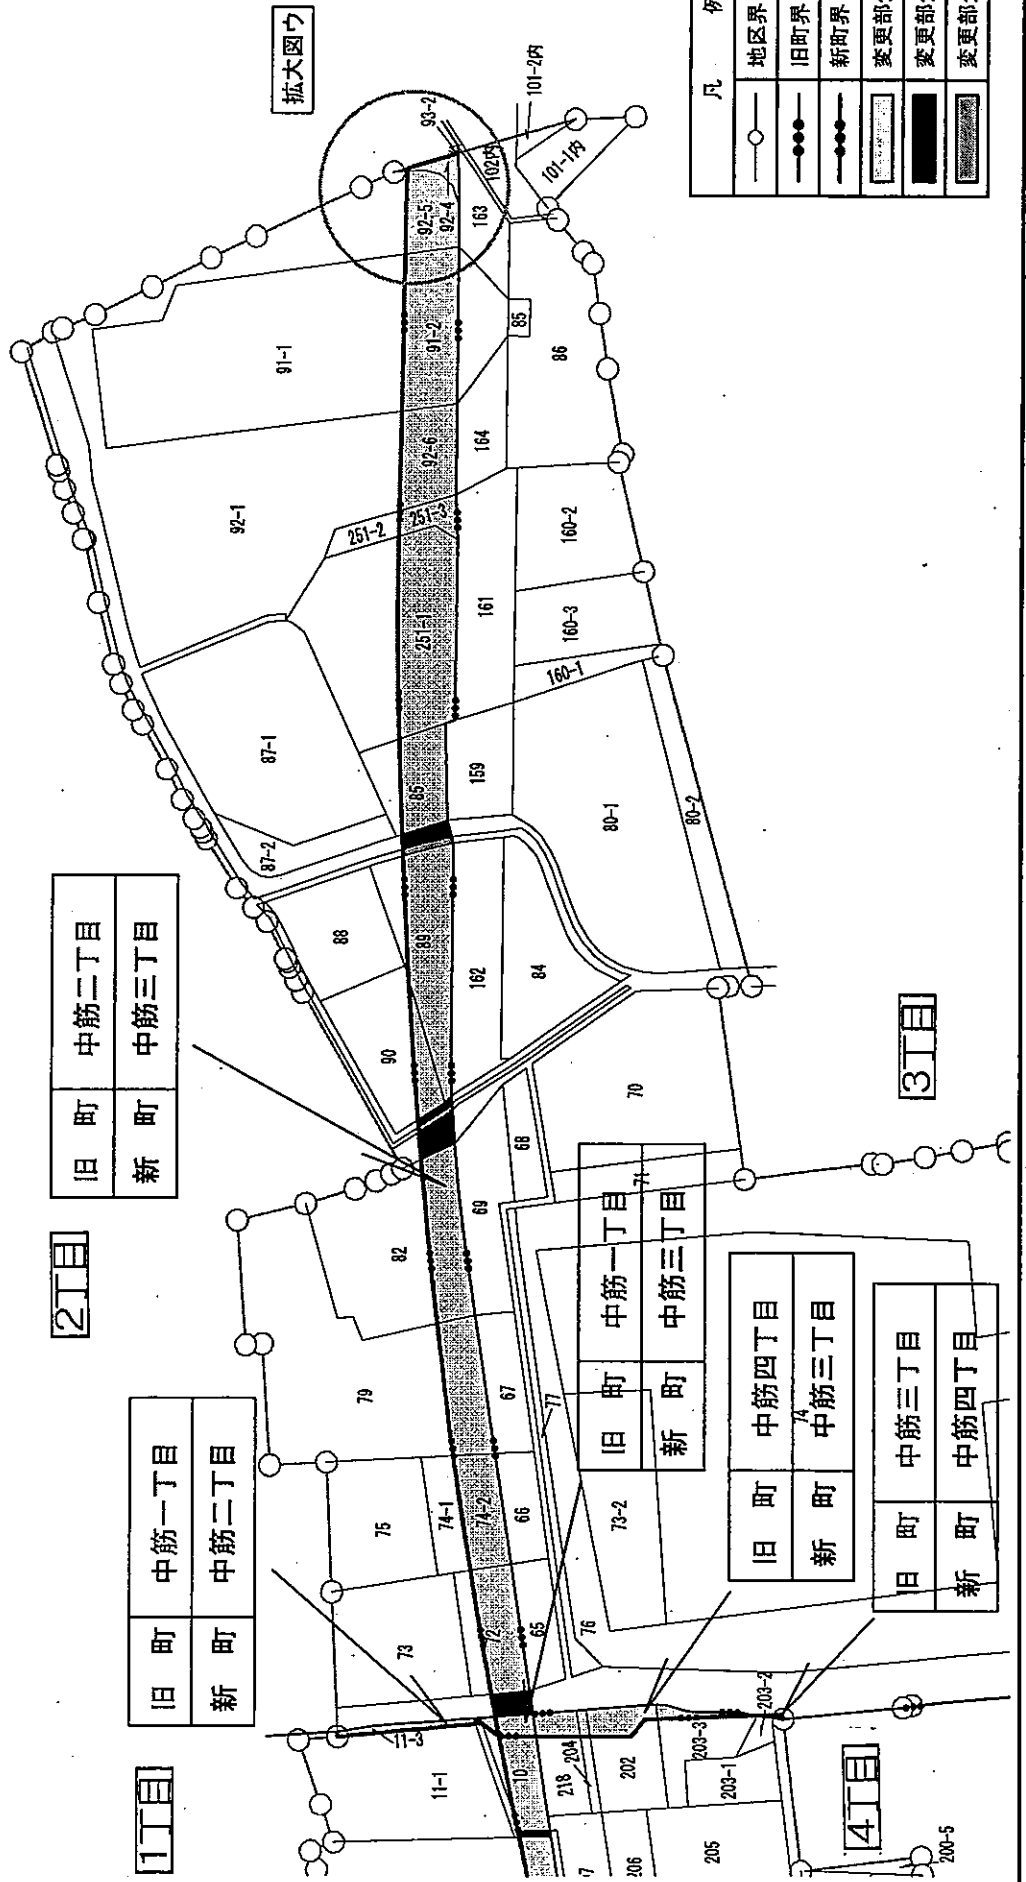 拡大図ウ
凡 例
地区界
旧町界
新町界
変更部
変更部
変更部
101-2内
93-2
102内
101-1内
92-5
92-4
163
91-1
91-2
85
86
92-6
164
92-1
251-2
251-3
160-2
251-1
161
160-3
160-1
87-1
85
159
80-1
80-2
87-2
88
89
162
84
90
70
68
旧 町 中筋二丁目
新 町 中筋三丁目
2丁目
3丁目
82
69
71
旧 町 中筋一丁目
新 町 中筋三丁目
79
67
77
75
74-1
74-2
66
73-2
74
旧 町 中筋四丁目
新 町 中筋三丁目
旧 町 中筋三丁目
新 町 中筋四丁目
旧 町 中筋一丁目
新 町 中筋二丁目
73
72
65
76
1丁目
11-3
11-1
10
218
204
202
203-3
203-2
203-1
206
205
4丁目
200-5